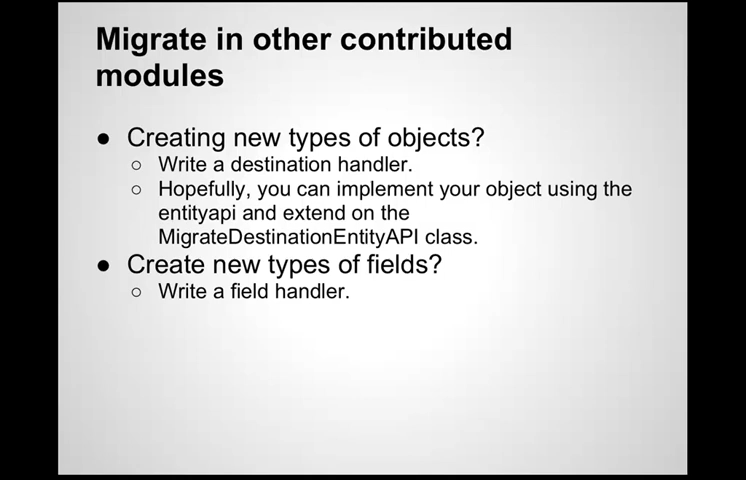 Migrate in other contributed
modules
● Creating new types of objects?
○ Write a destination handler.
○ Hopefully, you can implement your object using the
entityapi and extend on the
MigrateDestinationEntityAPI class.
● Create new types of fields?
○ Write a field handler.